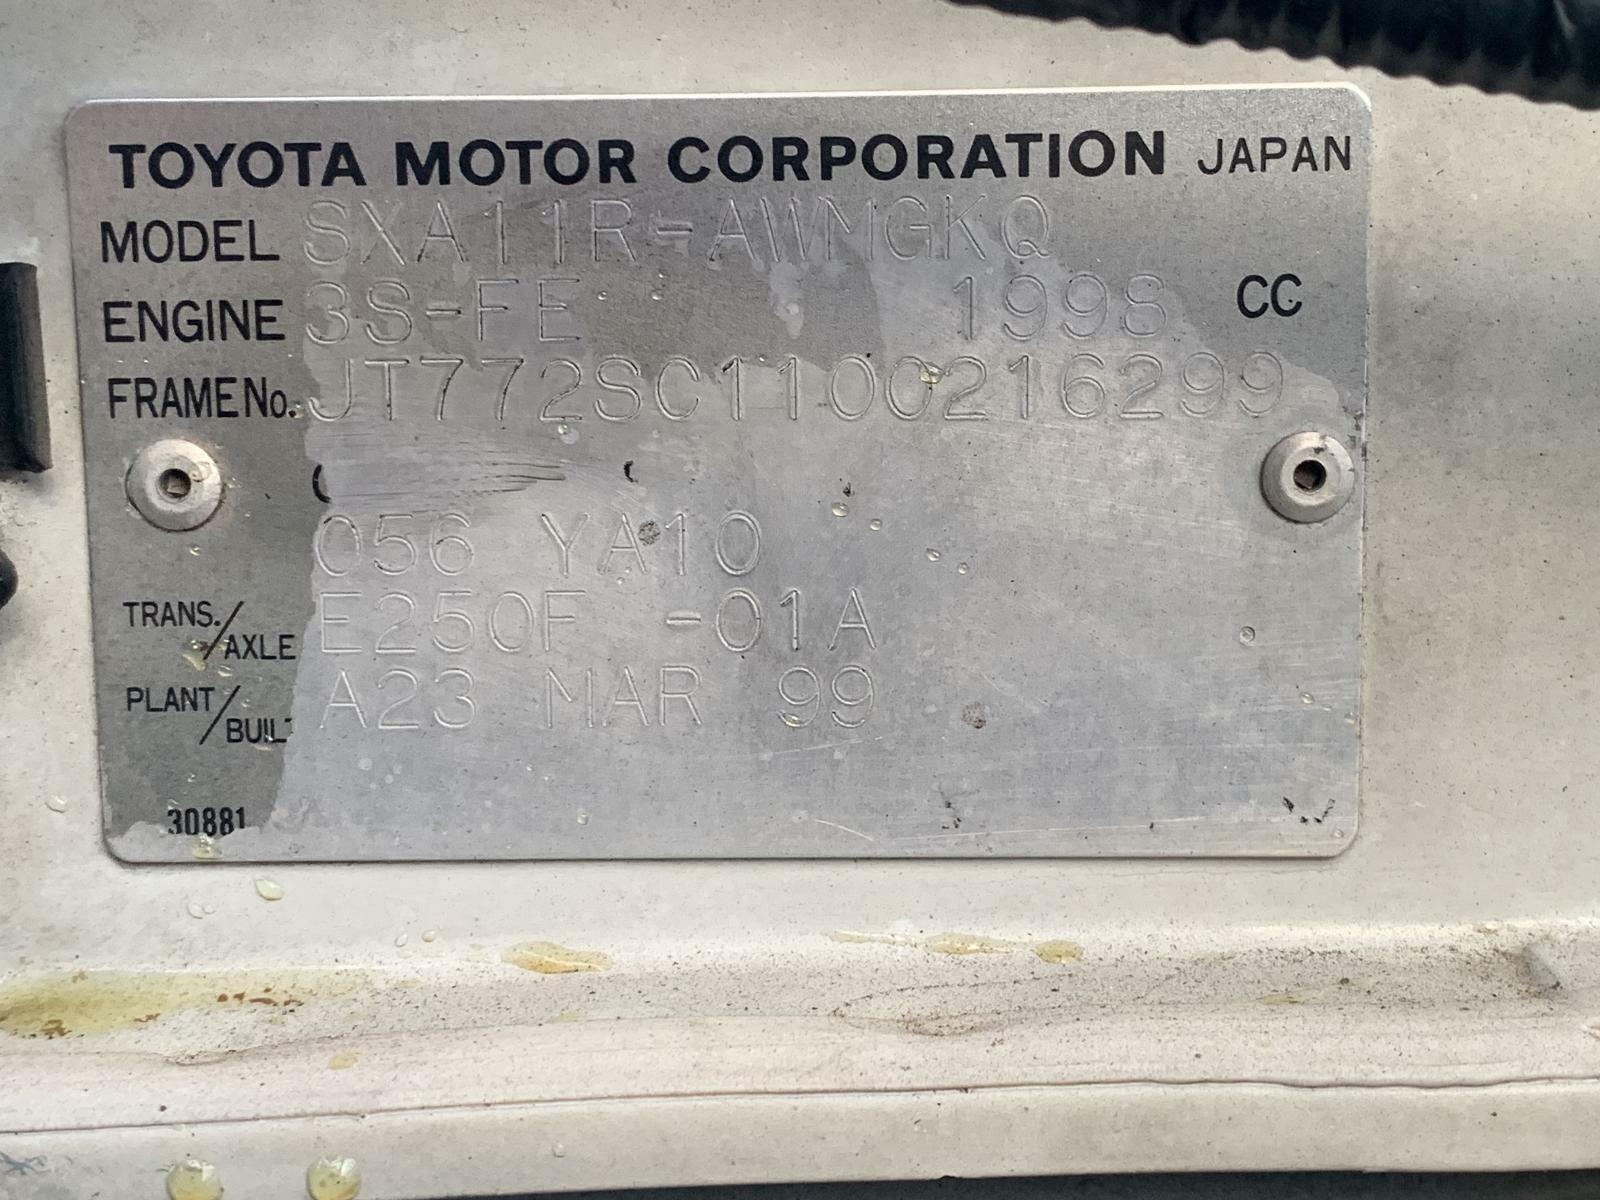 TOYOTA MOTOR CORPORATION JAPAN
MODEL SXA11R-AWMGKQ
ENGINE 3S-FE 1998 CC
FRAME No. JT772SC1100216299
056 YA10
TRANS./AXLE E250F -01A
PLANT/BUILT A23 MAR 99
30881